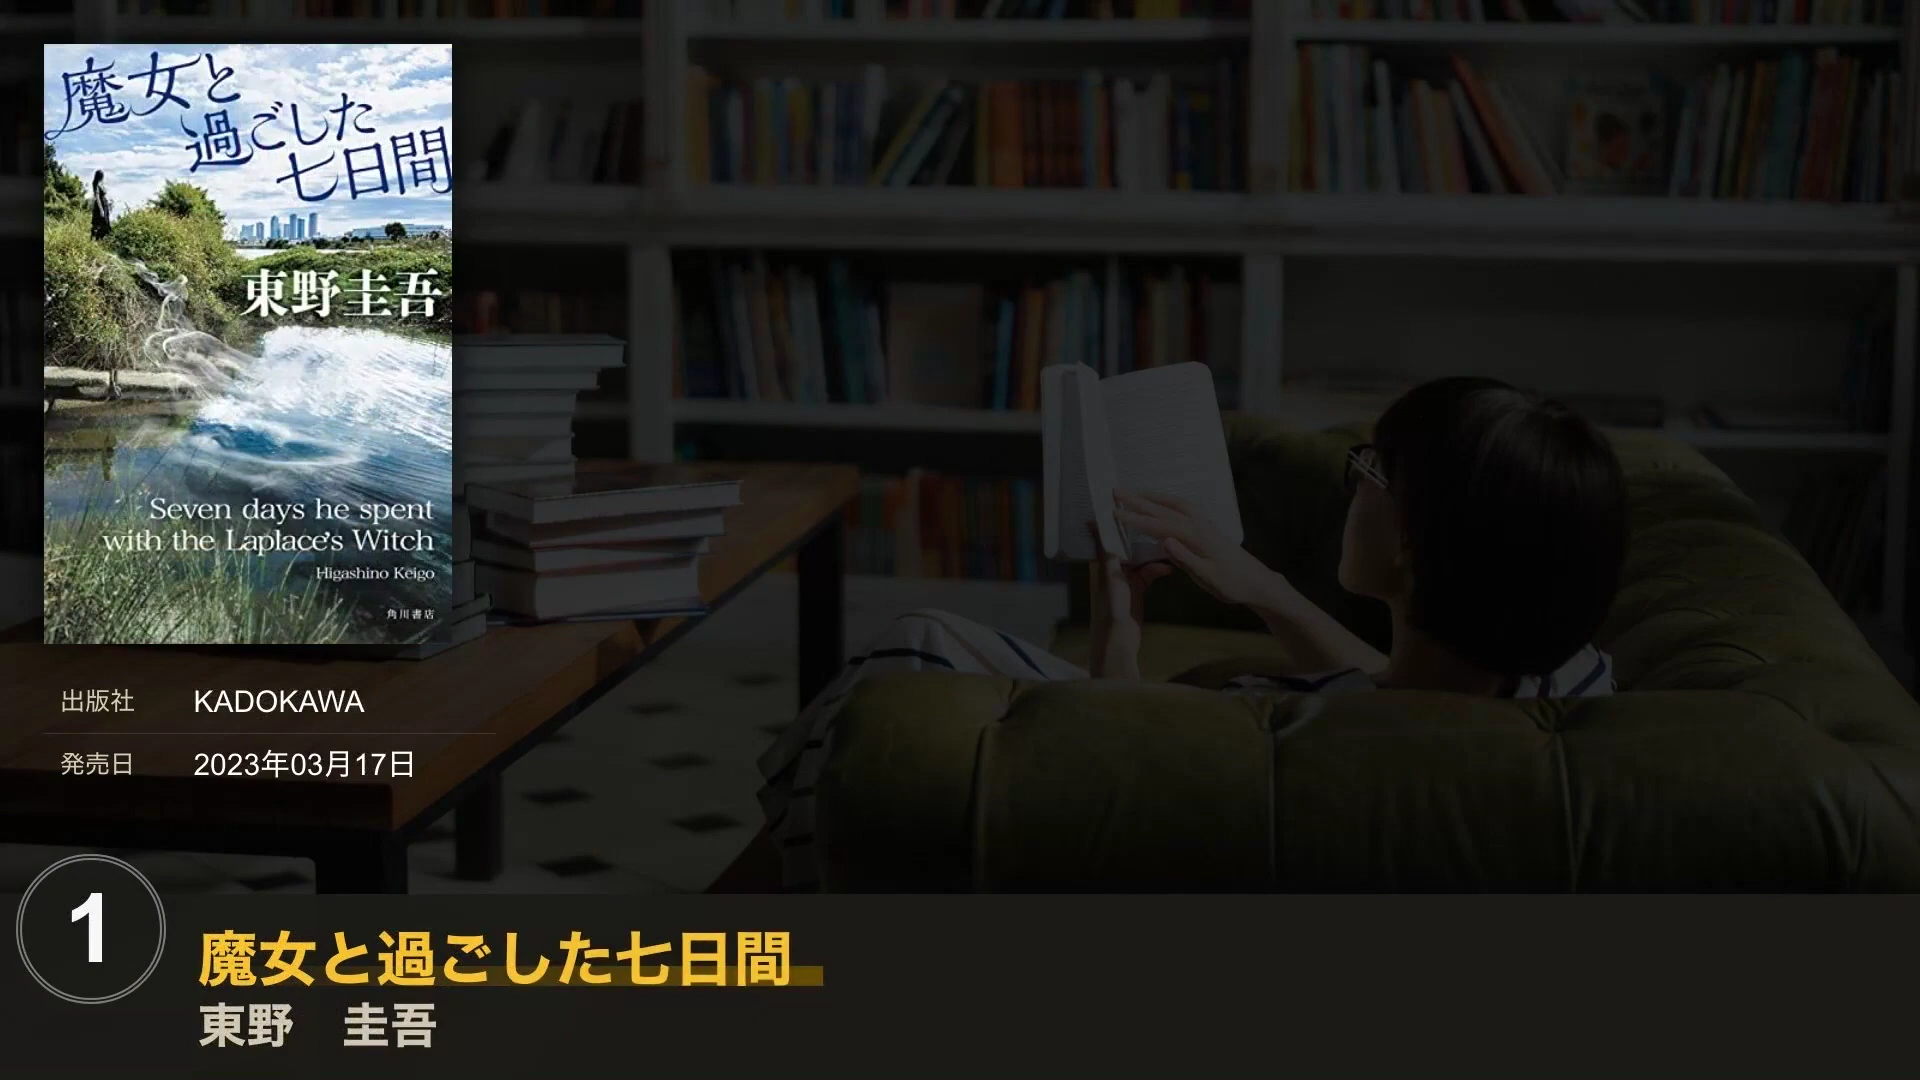 魔女と
過ごした
七日間
東野圭吾
Seven days he spent
with the Laplace's Witch
Higashino Keigo
角川書店
出版社 KADOKAWA
発売日 2023年03月17日
1
魔女と過ごした七日間
東野 圭吾